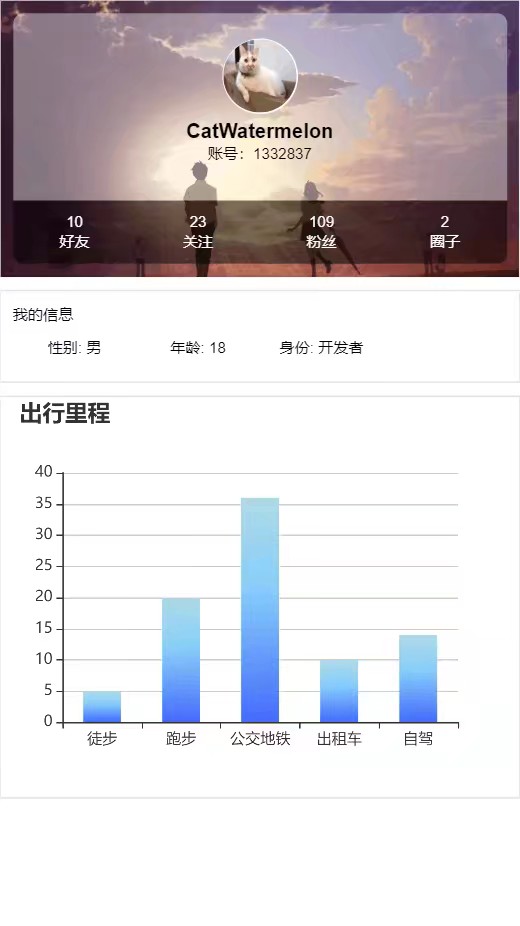 CatWatermelon
账号：1332837
10 23 109 2
好友 关注 粉丝 圈子
我的信息
性别: 男 年龄: 18 身份: 开发者
出行里程
40
35
30
25
20
15
10
5
0
徒步 跑步 公交地铁 出租车 自驾